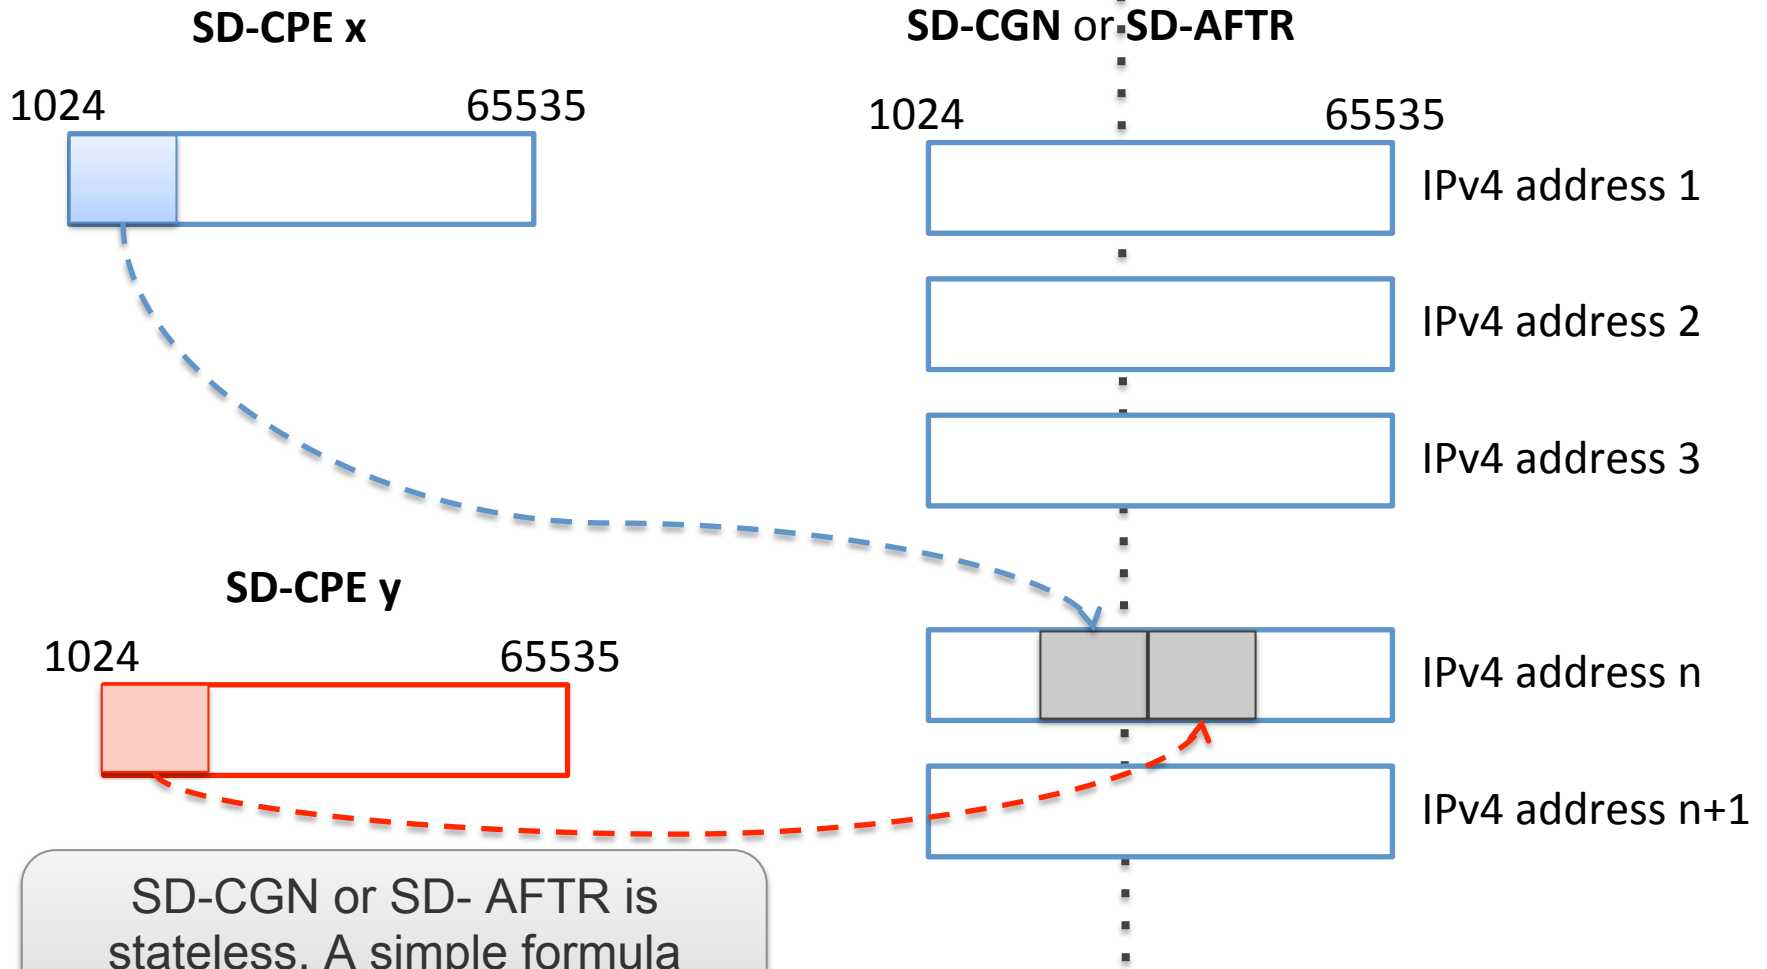 SD-CPE x
1024 65535
SD-CGN or SD-AFTR
1024 65535
IPv4 address 1
IPv4 address 2
IPv4 address 3
IPv4 address n
IPv4 address n+1
SD-CPE y
1024 65535
SD-CGN or SD- AFTR is
stateless. A simple formula